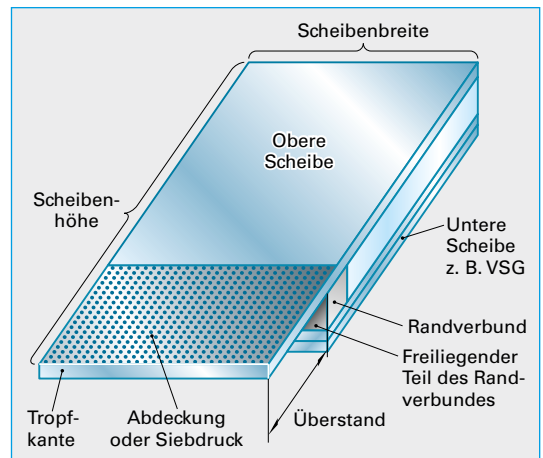 Scheibenbreite
Obere
Scheibe
Scheiben-
höhe
Untere
Scheibe
z. B. VSG
Randverbund
Freiliegender
Teil des Rand-
verbundes
Überstand
Tropf-
kante
Abdeckung
oder Siebdruck